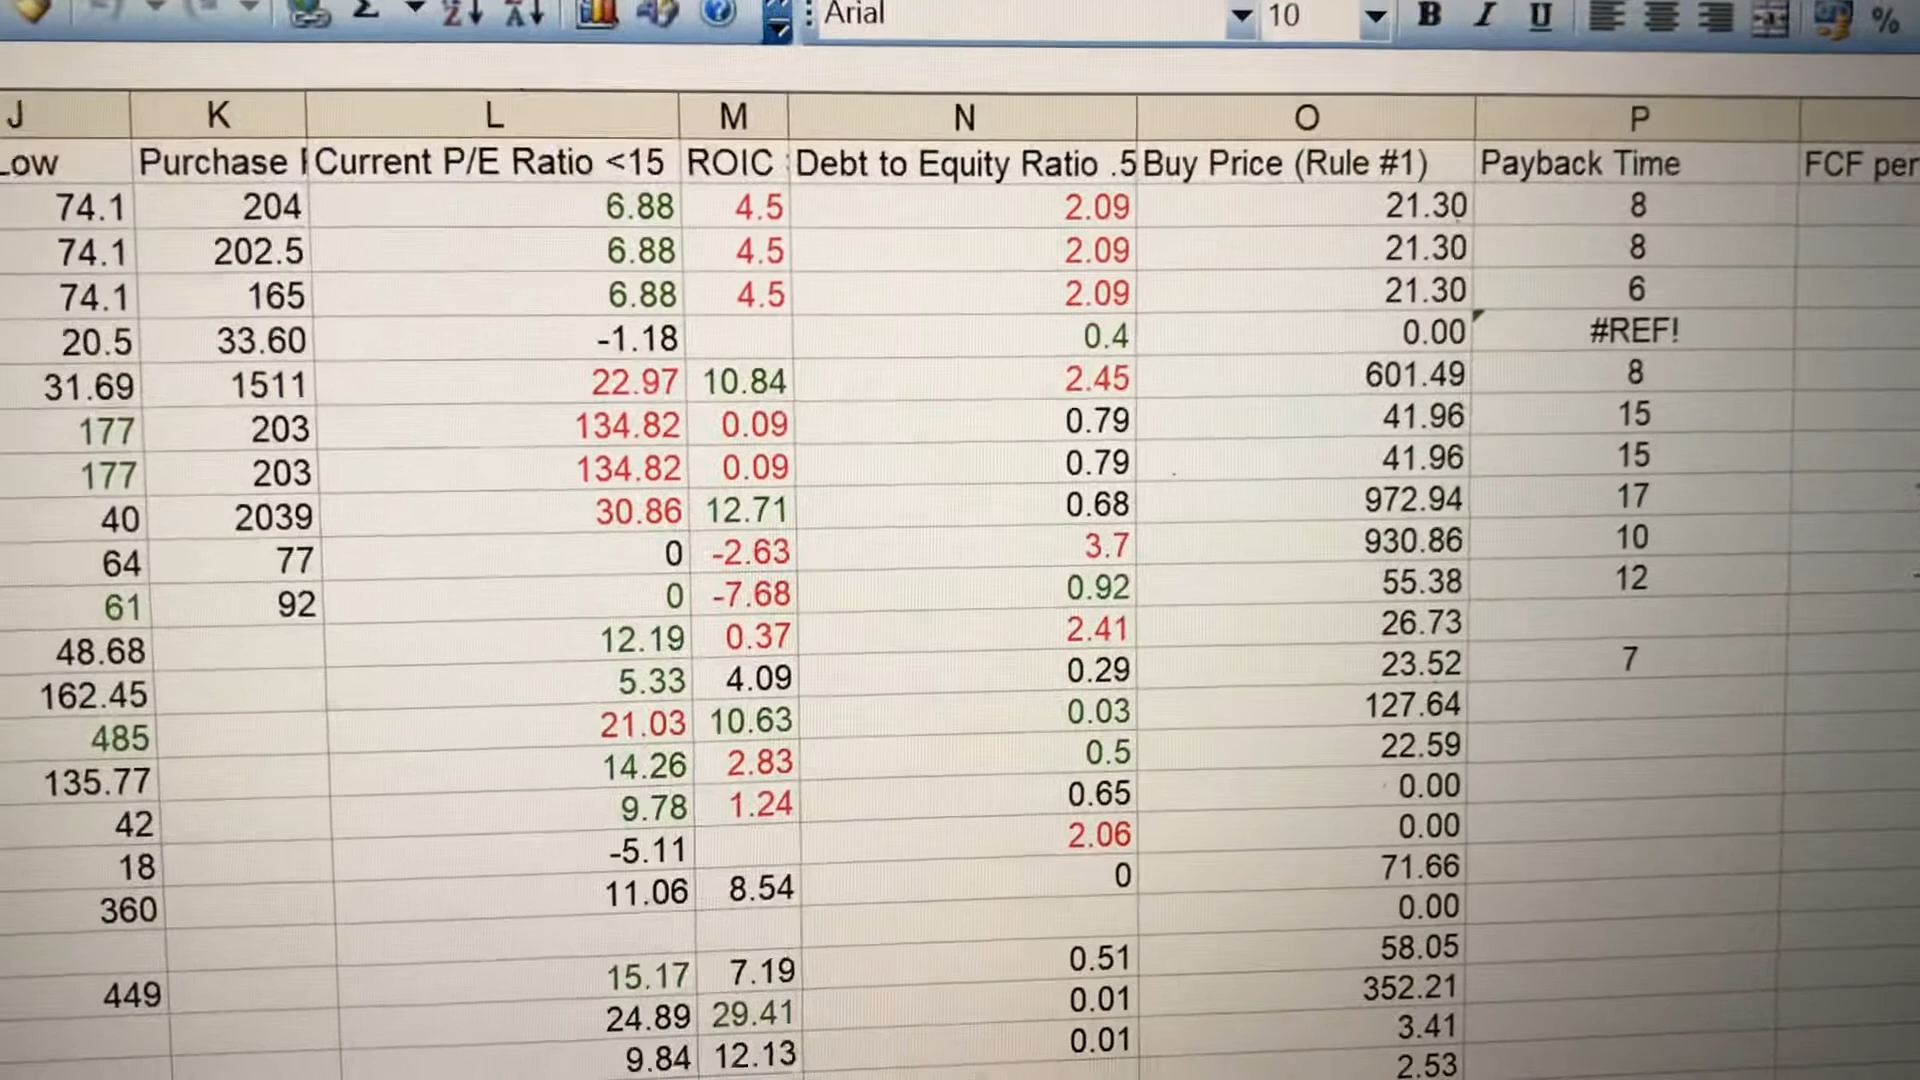 Σ Arial 10 B I U %
J K L M N O P
Low Purchase Current P/E Ratio <15 ROIC Debt to Equity Ratio .5 Buy Price (Rule #1) Payback Time FCF per
74.1 204 6.88 4.5 2.09 21.30 8
74.1 202.5 6.88 4.5 2.09 21.30 8
74.1 165 6.88 4.5 2.09 21.30 6
20.5 33.60 -1.18 0.4 0.00 #REF!
31.69 1511 22.97 10.84 2.45 601.49 8
177 203 134.82 0.09 0.79 41.96 15
177 203 134.82 0.09 0.79 41.96 15
40 2039 30.86 12.71 0.68 972.94 17
64 77 0 -2.63 3.7 930.86 10
61 92 0 -7.68 0.92 55.38 12
48.68 12.19 0.37 2.41 26.73
162.45 5.33 4.09 0.29 23.52 7
485 21.03 10.63 0.03 127.64
135.77 14.26 2.83 0.5 22.59
42 9.78 1.24 0.65 0.00
18 -5.11 2.06 0.00
360 11.06 8.54 0 71.66
0.00
449 15.17 7.19 0.51 58.05
24.89 29.41 0.01 352.21
9.84 12.13 0.01 3.41
2.53